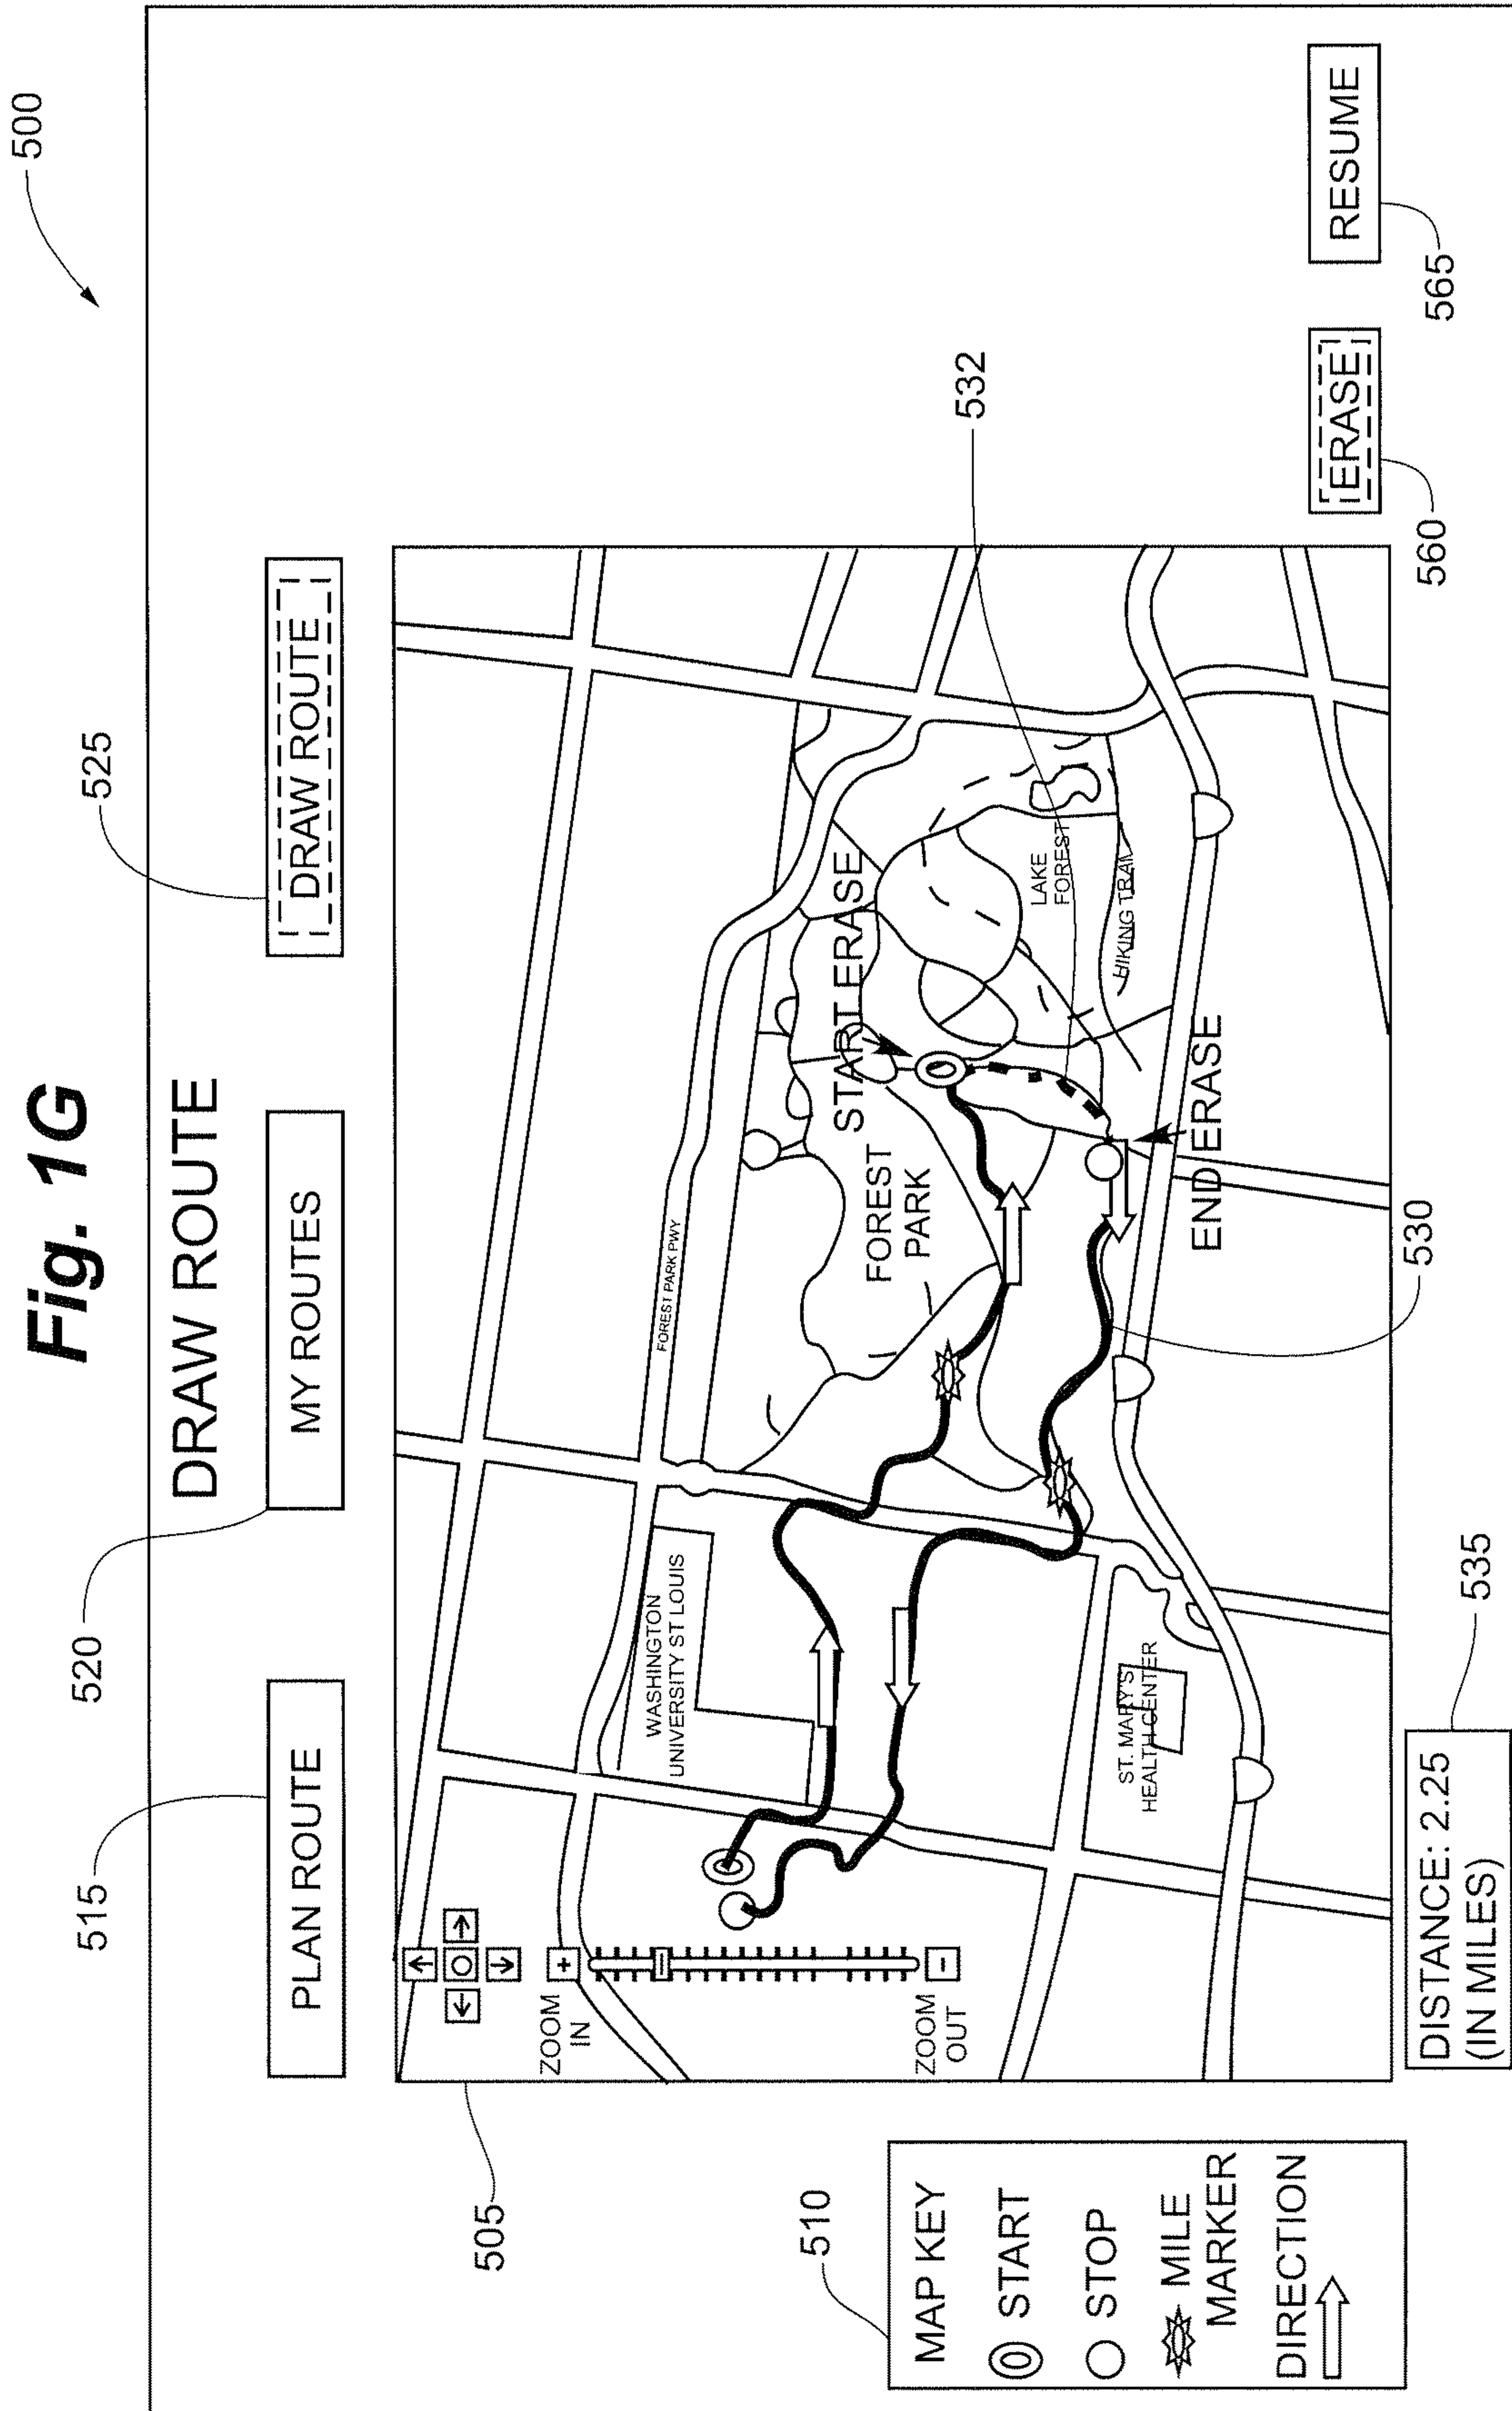 Fig. 1G
500
DRAW ROUTE
515
520
525
PLAN ROUTE
MY ROUTES
DRAW ROUTE
505
ZOOM
IN
ZOOM
OUT
FOREST PARK PWY
WASHINGTON
UNIVERSITY ST LOUIS
FOREST
PARK
START ERASE
LAKE
FOREST
HIKING TRAIL
532
ST. MARY'S
HEALTH CENTER
END ERASE
530
510
MAP KEY
START
STOP
MILE
MARKER
DIRECTION
DISTANCE: 2.25
(IN MILES)
535
ERASE
560
RESUME
565